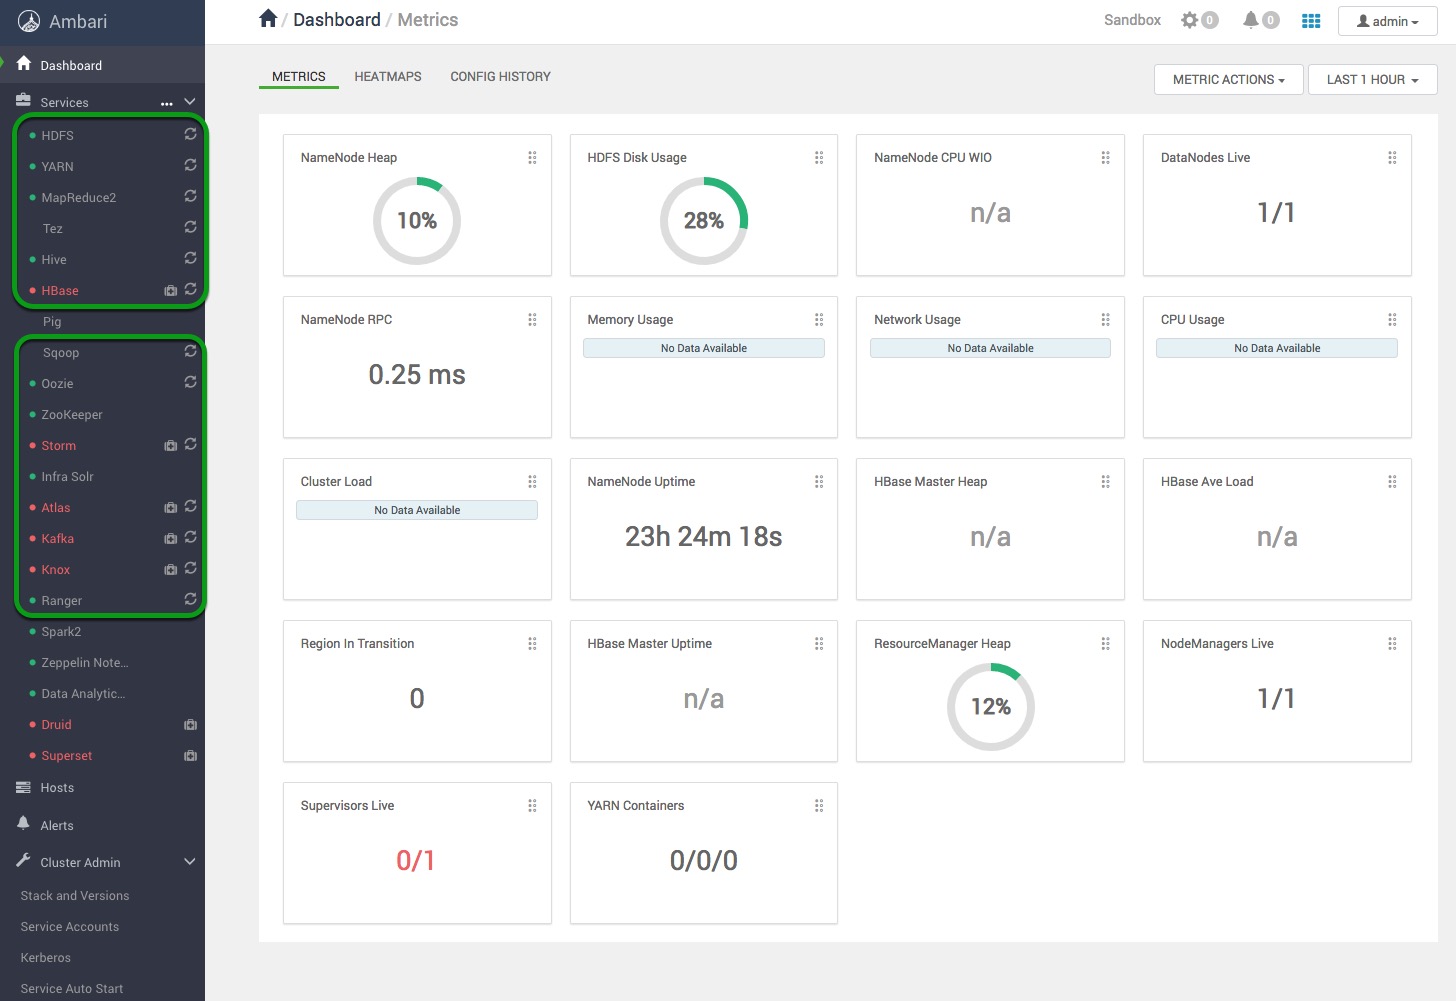 Ambari
Dashboard / Metrics
Sandbox
0
0
admin
Dashboard
Services
HDFS
YARN
MapReduce2
Tez
Hive
HBase
Pig
Sqoop
Oozie
ZooKeeper
Storm
Infra Solr
Atlas
Kafka
Knox
Ranger
Spark2
Zeppelin Note...
Data Analytic...
Druid
Superset
Hosts
Alerts
Cluster Admin
Stack and Versions
Service Accounts
Kerberos
Service Auto Start
METRICS
HEATMAPS
CONFIG HISTORY
METRIC ACTIONS
LAST 1 HOUR
NameNode Heap
10%
HDFS Disk Usage
28%
NameNode CPU WIO
n/a
DataNodes Live
1/1
NameNode RPC
0.25 ms
Memory Usage
No Data Available
Network Usage
No Data Available
CPU Usage
No Data Available
Cluster Load
No Data Available
NameNode Uptime
23h 24m 18s
HBase Master Heap
n/a
HBase Ave Load
n/a
Region In Transition
0
HBase Master Uptime
n/a
ResourceManager Heap
12%
NodeManagers Live
1/1
Supervisors Live
0/1
YARN Containers
0/0/0